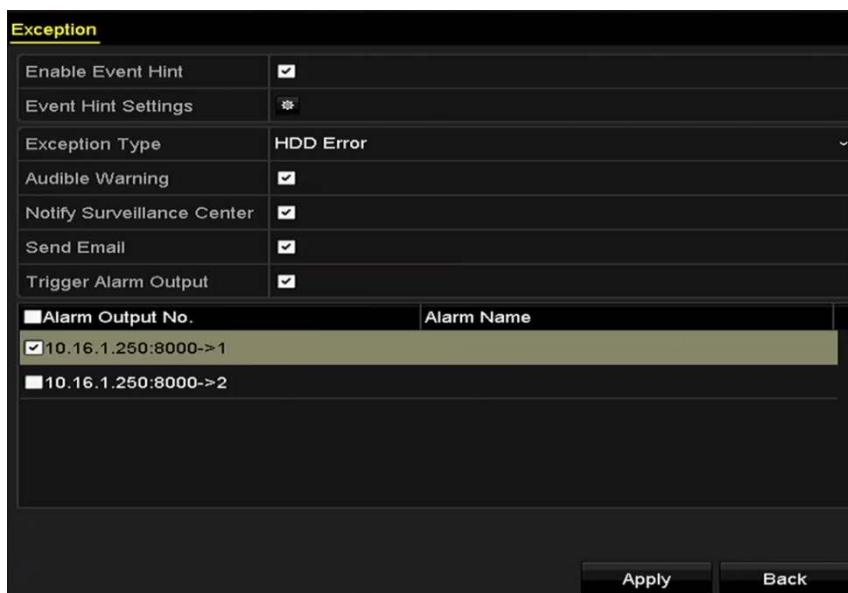 Exception
Enable Event Hint
Event Hint Settings
Exception Type HDD Error
Audible Warning
Notify Surveillance Center
Send Email
Trigger Alarm Output
Alarm Output No. Alarm Name
10.16.1.250:8000->1
10.16.1.250:8000->2
Apply Back